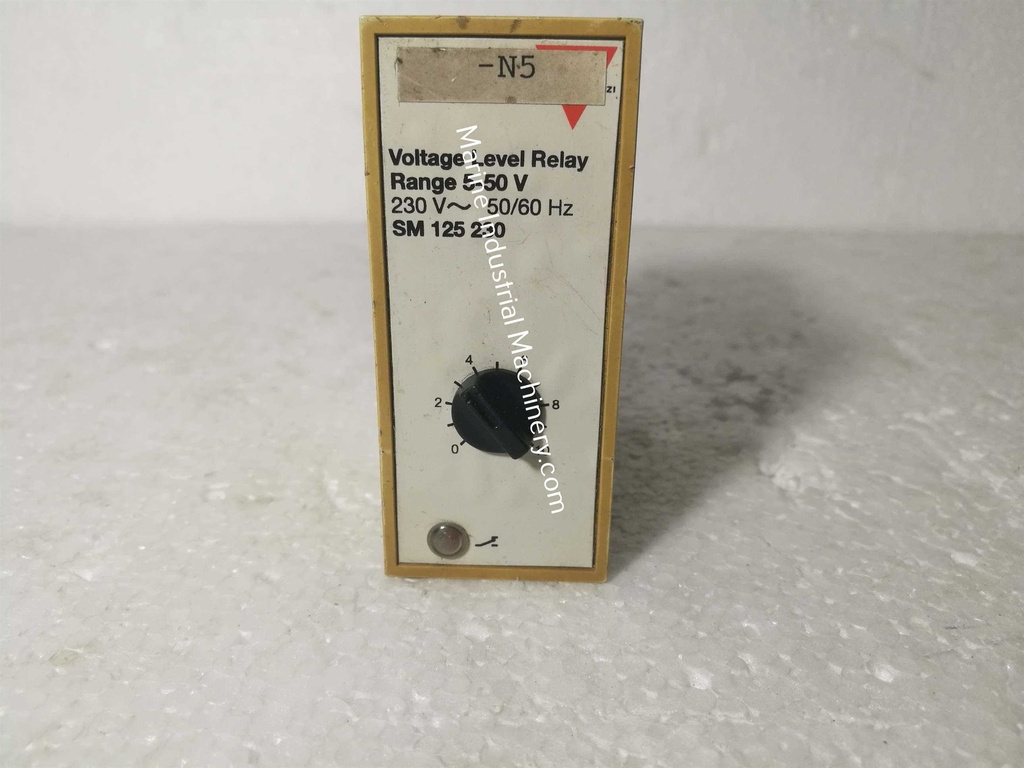 -N5
ZI
Voltage Level Relay
Range 5-50 V
230 V~ 50/60 Hz
SM 125 230
4
2
8
0
Marine Industrial Machinery.com